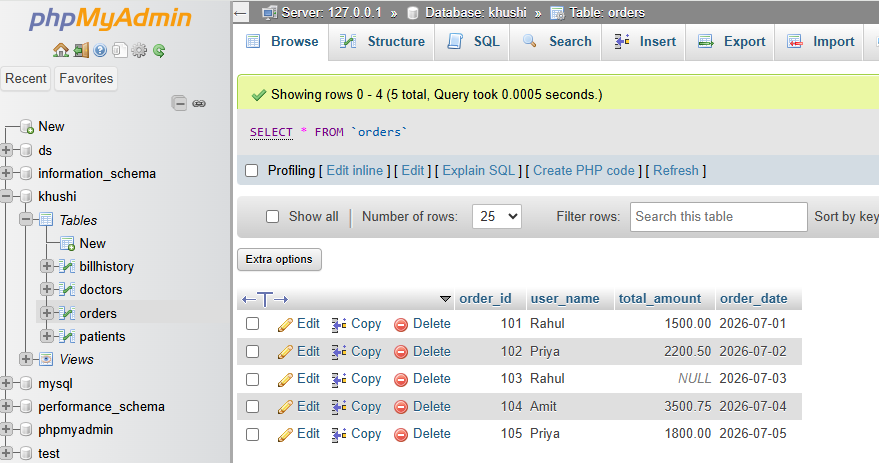 phpMyAdmin
Recent Favorites
New
ds
information_schema
khushi
Tables
New
billhistory
doctors
orders
patients
Views
mysql
performance_schema
phpmyadmin
test
Server: 127.0.0.1 » Database: khushi » Table: orders
Browse Structure SQL Search Insert Export Import
Showing rows 0 - 4 (5 total, Query took 0.0005 seconds.)
SELECT * FROM `orders`
Profiling [ Edit inline ] [ Edit ] [ Explain SQL ] [ Create PHP code ] [ Refresh ]
Show all | Number of rows: 25 Filter rows: Search this table Sort by key
Extra options
order_id user_name total_amount order_date
Edit Copy Delete 101 Rahul 1500.00 2026-07-01
Edit Copy Delete 102 Priya 2200.50 2026-07-02
Edit Copy Delete 103 Rahul NULL 2026-07-03
Edit Copy Delete 104 Amit 3500.75 2026-07-04
Edit Copy Delete 105 Priya 1800.00 2026-07-05